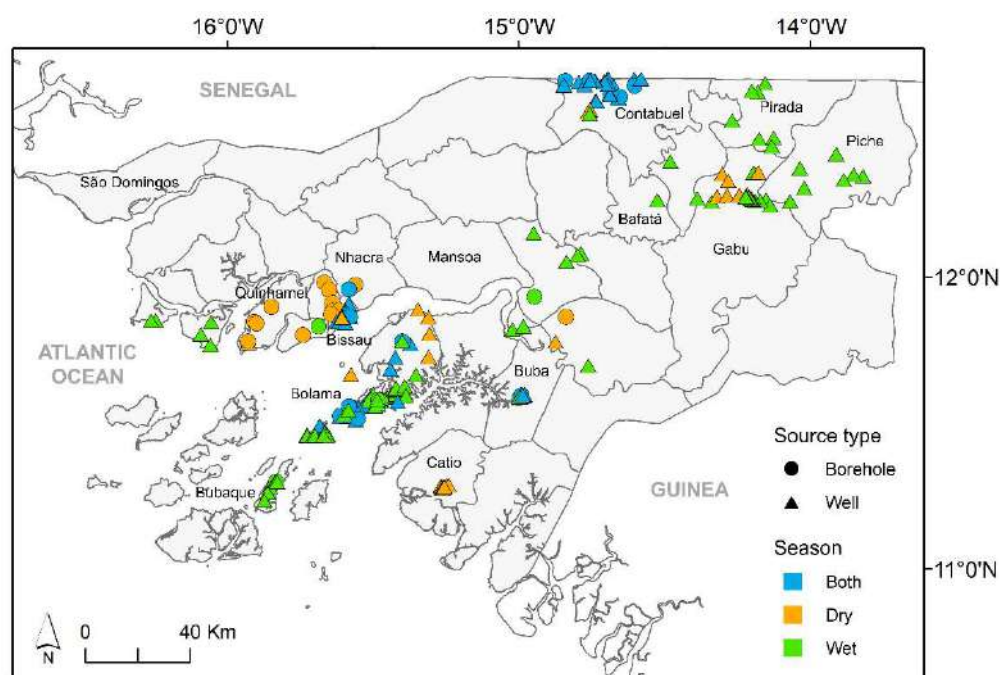 16°0'W 15°0'W 14°0'W
SENEGAL
Contabuel
Pirada
Piche
São Domingos
Bafatá
Gabu
Nhacra
Mansoa
12°0'N
Quinhamel
Bissau
ATLANTIC
OCEAN
Buba
Bolama
Source type
Borehole
Well
Catio
GUINEA
Bubaque
Season
Both
11°0'N
Dry
Wet
N
0 40 Km